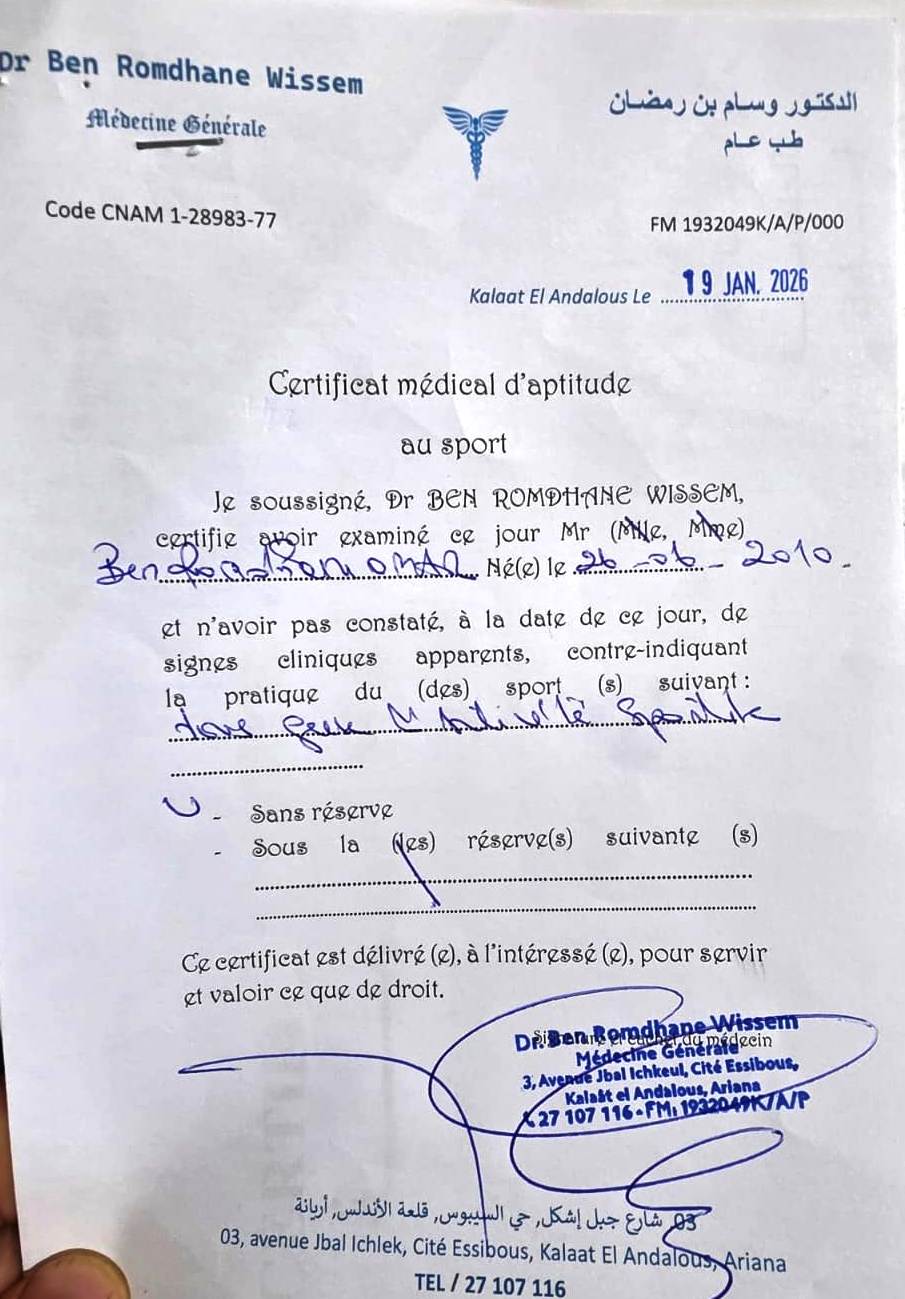 Dr Ben Romdhane Wissem
Médecine Générale
الدكتور وسام بن رمضان
طب عام
Code CNAM 1-28983-77
FM 1932049K/A/P/000
Kalaat El Andalous Le 19 JAN. 2026
Certificat médical d'aptitude
au sport
Je soussigné, Dr BEN ROMDHANE WISSEM,
certifie avoir examiné ce jour Mr (Mlle, Mme)
Ben OMAR Né(e) le 26-06-2010.
et n'avoir pas constaté, à la date de ce jour, de
signes cliniques apparents, contre-indiquant
la pratique du (des) sport (s) suivant :
- Sans réserve
- Sous la (les) réserve(s) suivante (s)
Ce certificat est délivré (e), à l'intéressé (e), pour servir
et valoir ce que de droit.
Dr. Ben Romdhane Wissem
du médecin
Médecine Générale
3, Avenue Jbal Ichkeul, Cité Essibous,
Kalaât el Andalous, Ariana
27 107 116 - FM: 1932049K/A/P
03 شارع جبل إشكل, حي السيبوس, قلعة الأندلس, أريانة
03, avenue Jbal Ichlek, Cité Essibous, Kalaat El Andalous, Ariana
TEL / 27 107 116